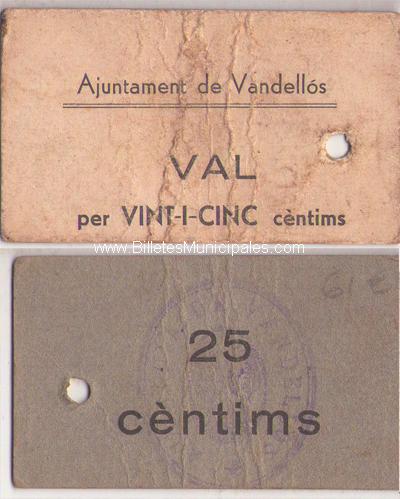 Ajuntament de Vandellós
VAL
per VINT-I-CINC cèntims
www.BilletesMunicipales.com
25
cèntims